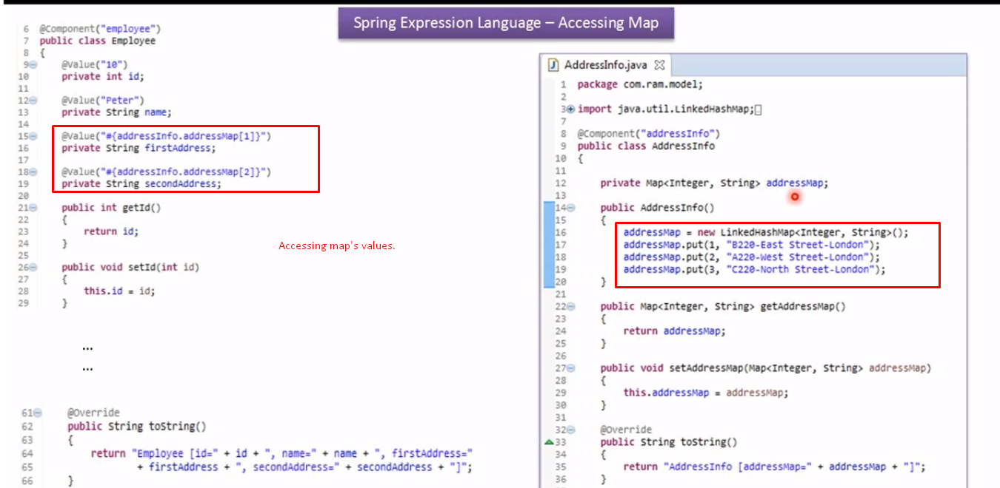 Spring Expression Language – Accessing Map
6 @Component("employee")
7 public class Employee
8 {
9 @Value("10")
10 private int id;
11
12 @Value("Peter")
13 private String name;
14
15 @Value("#{addressInfo.addressMap[1]}")
16 private String firstAddress;
17
18 @Value("#{addressInfo.addressMap[2]}")
19 private String secondAddress;
20
21 public int getId()
22 {
23 return id;
24 }
25
26 public void setId(int id)
27 {
28 this.id = id;
29 }
...
...
61 @Override
62 public String toString()
63 {
64 return "Employee [id=" + id + ", name=" + name + ", firstAddress="
65 + firstAddress + ", secondAddress=" + secondAddress + "]";
66 }
Accessing map's values.
AddressInfo.java
1 package com.ram.model;
2
3 import java.util.LinkedHashMap;
7
8 @Component("addressInfo")
9 public class AddressInfo
10 {
11
12 private Map<Integer, String> addressMap;
13
14 public AddressInfo()
15 {
16 addressMap = new LinkedHashMap<Integer, String>();
17 addressMap.put(1, "B220-East Street-London");
18 addressMap.put(2, "A220-West Street-London");
19 addressMap.put(3, "C220-North Street-London");
20 }
21
22 public Map<Integer, String> getAddressMap()
23 {
24 return addressMap;
25 }
26
27 public void setAddressMap(Map<Integer, String> addressMap)
28 {
29 this.addressMap = addressMap;
30 }
31
32 @Override
33 public String toString()
34 {
35 return "AddressInfo [addressMap=" + addressMap + "]";
36 }